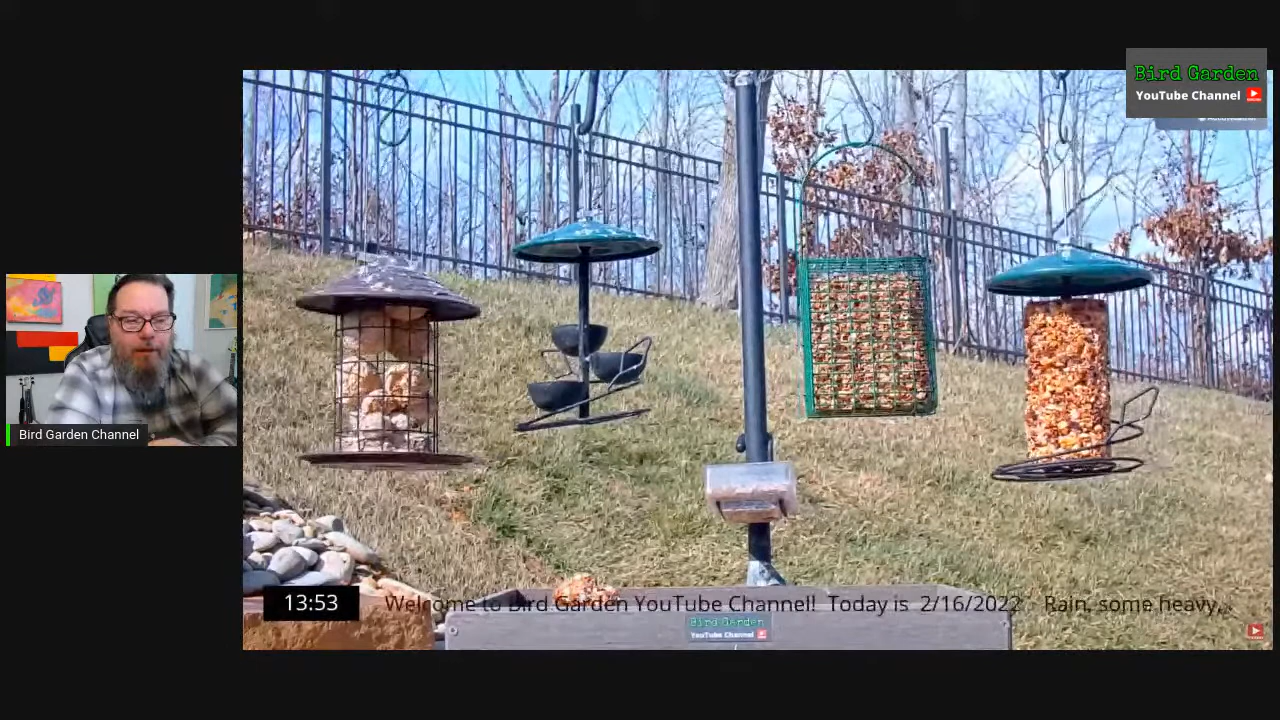 Bird Garden
YouTube Channel
Bird Garden Channel
13:53 Welcome to Bird Garden YouTube Channel! Today is 2/16/2022 Rain, some heavy,..
Bird Garden
YouTube Channel